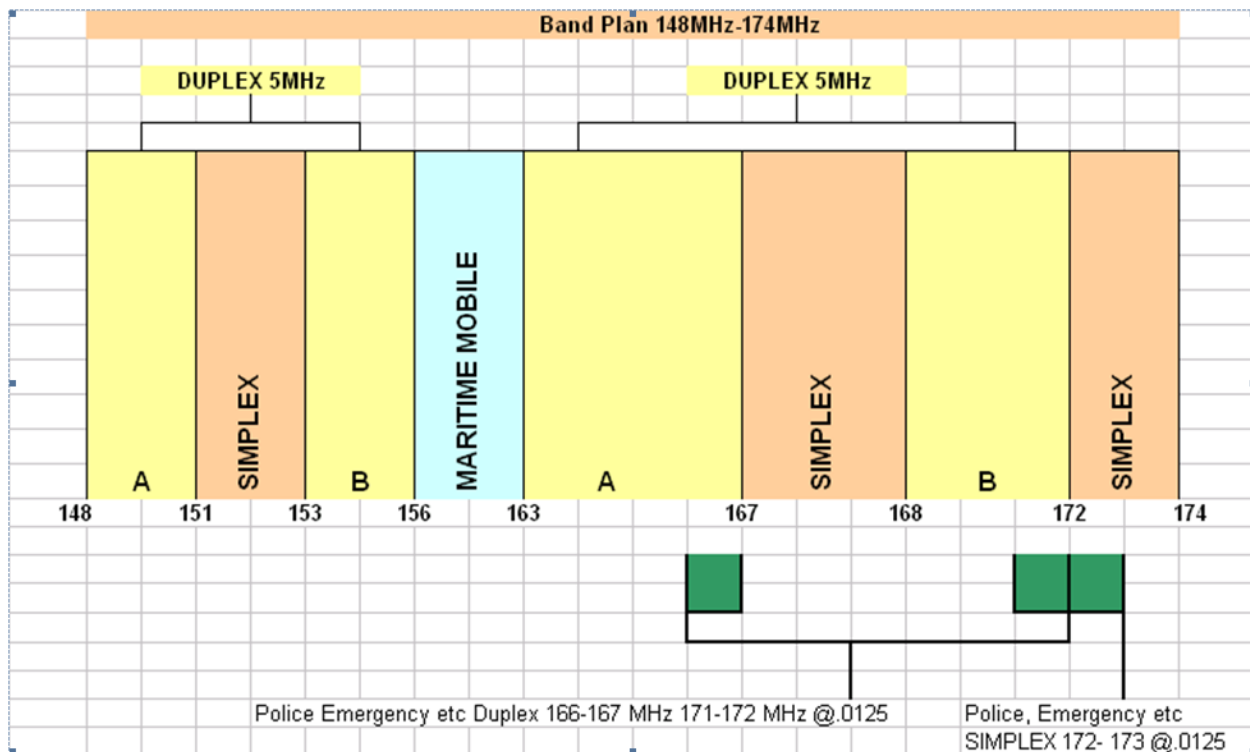 Band Plan 148MHz-174MHz
DUPLEX 5MHz
DUPLEX 5MHz
A
SIMPLEX
B
MARITIME MOBILE
A
SIMPLEX
B
SIMPLEX
148 151 153 156 163 167 168 172 174
Police Emergency etc Duplex 166-167 MHz 171-172 MHz @.0125
Police, Emergency etc
SIMPLEX 172- 173 @.0125